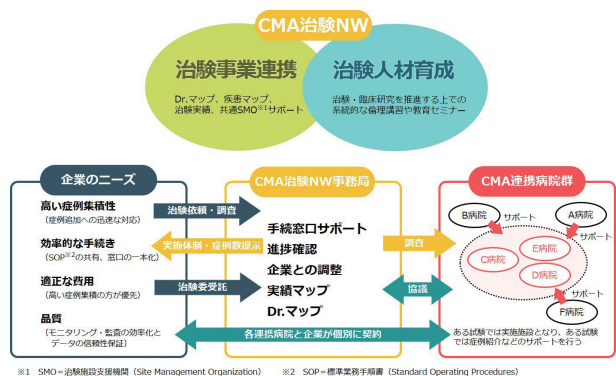 CMA治験NW
治験事業連携
Dr.マップ、疾患マップ、
治験実績、共通SMO※1サポート
治験人材育成
治験・臨床研究を推進する上での
系統的な倫理講習や教育セミナー
企業のニーズ
高い症例集積性
（症例追加への迅速な対応）
効率的な手続き
（SOP※2の共有、窓口の一本化）
適正な費用
（高い症例集積の方が優先）
品質
（モニタリング・監査の効率化と
データの信頼性保証）
治験依頼・調査
実施体制・症例数提示
治験委受託
各連携病院と企業が個別に契約
CMA治験NW事務局
手続窓口サポート
進捗確認
企業との調整
実績マップ
Dr.マップ
調査
協議
CMA連携病院群
B病院
サポート
A病院
サポート
C病院
E病院
D病院
サポート
F病院
ある試験では実施施設となり、ある試験
では症例紹介などのサポートを行う
※1 SMO＝治験施設支援機関（Site Management Organization）
※2 SOP＝標準業務手順書（Standard Operating Procedures）